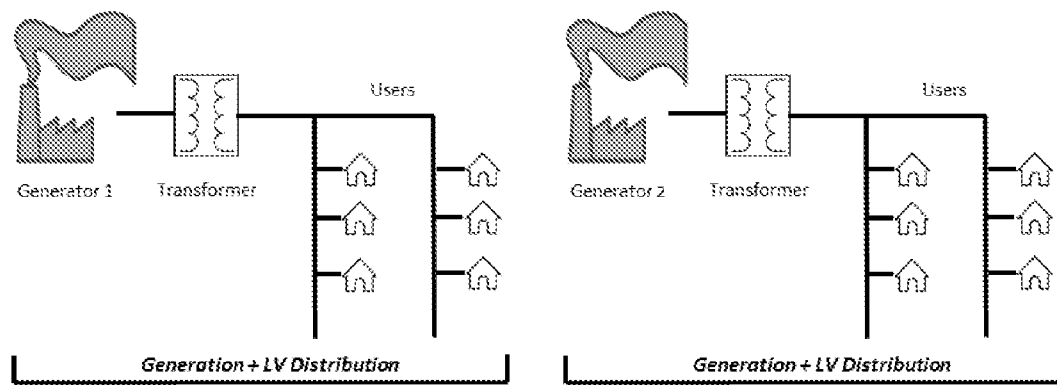 Users
Generator 1
Transformer
Generation + LV Distribution
Users
Generator 2
Transformer
Generation + LV Distribution